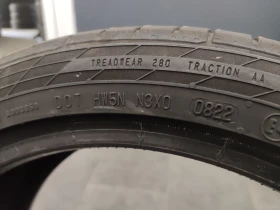 TREADWEAR 280 TRACTION AA
DOT HW5N N3X0 0822